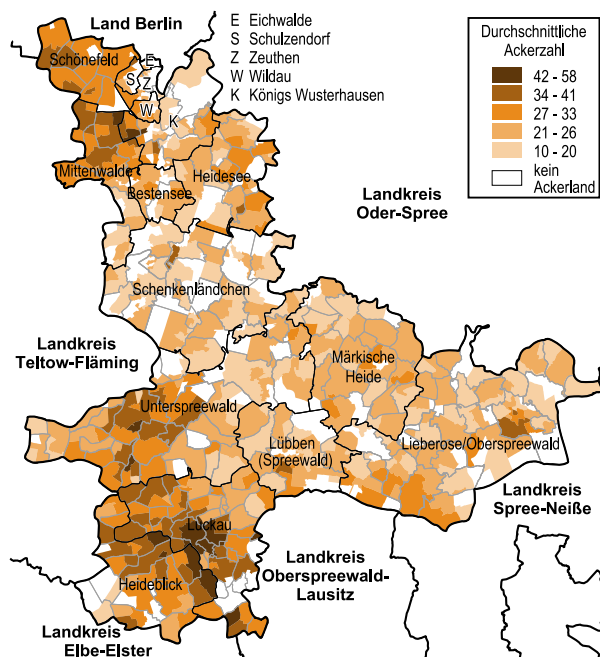 Land Berlin
E Eichwalde
S Schulzendorf
Z Zeuthen
W Wildau
K Königs Wusterhausen
Durchschnittliche
Ackerzahl
42 - 58
34 - 41
27 - 33
21 - 26
10 - 20
kein
Ackerland
Schönefeld
E
S
Z
W
K
Mittenwalde
Bestensee
Heidesee
Landkreis
Oder-Spree
Schenkenländchen
Landkreis
Teltow-Fläming
Märkische
Heide
Unterspreewald
Lübben
(Spreewald)
Lieberose/Oberspreewald
Landkreis
Spree-Neiße
Luckau
Landkreis
Oberspreewald-
Lausitz
Heideblick
Landkreis
Elbe-Elster